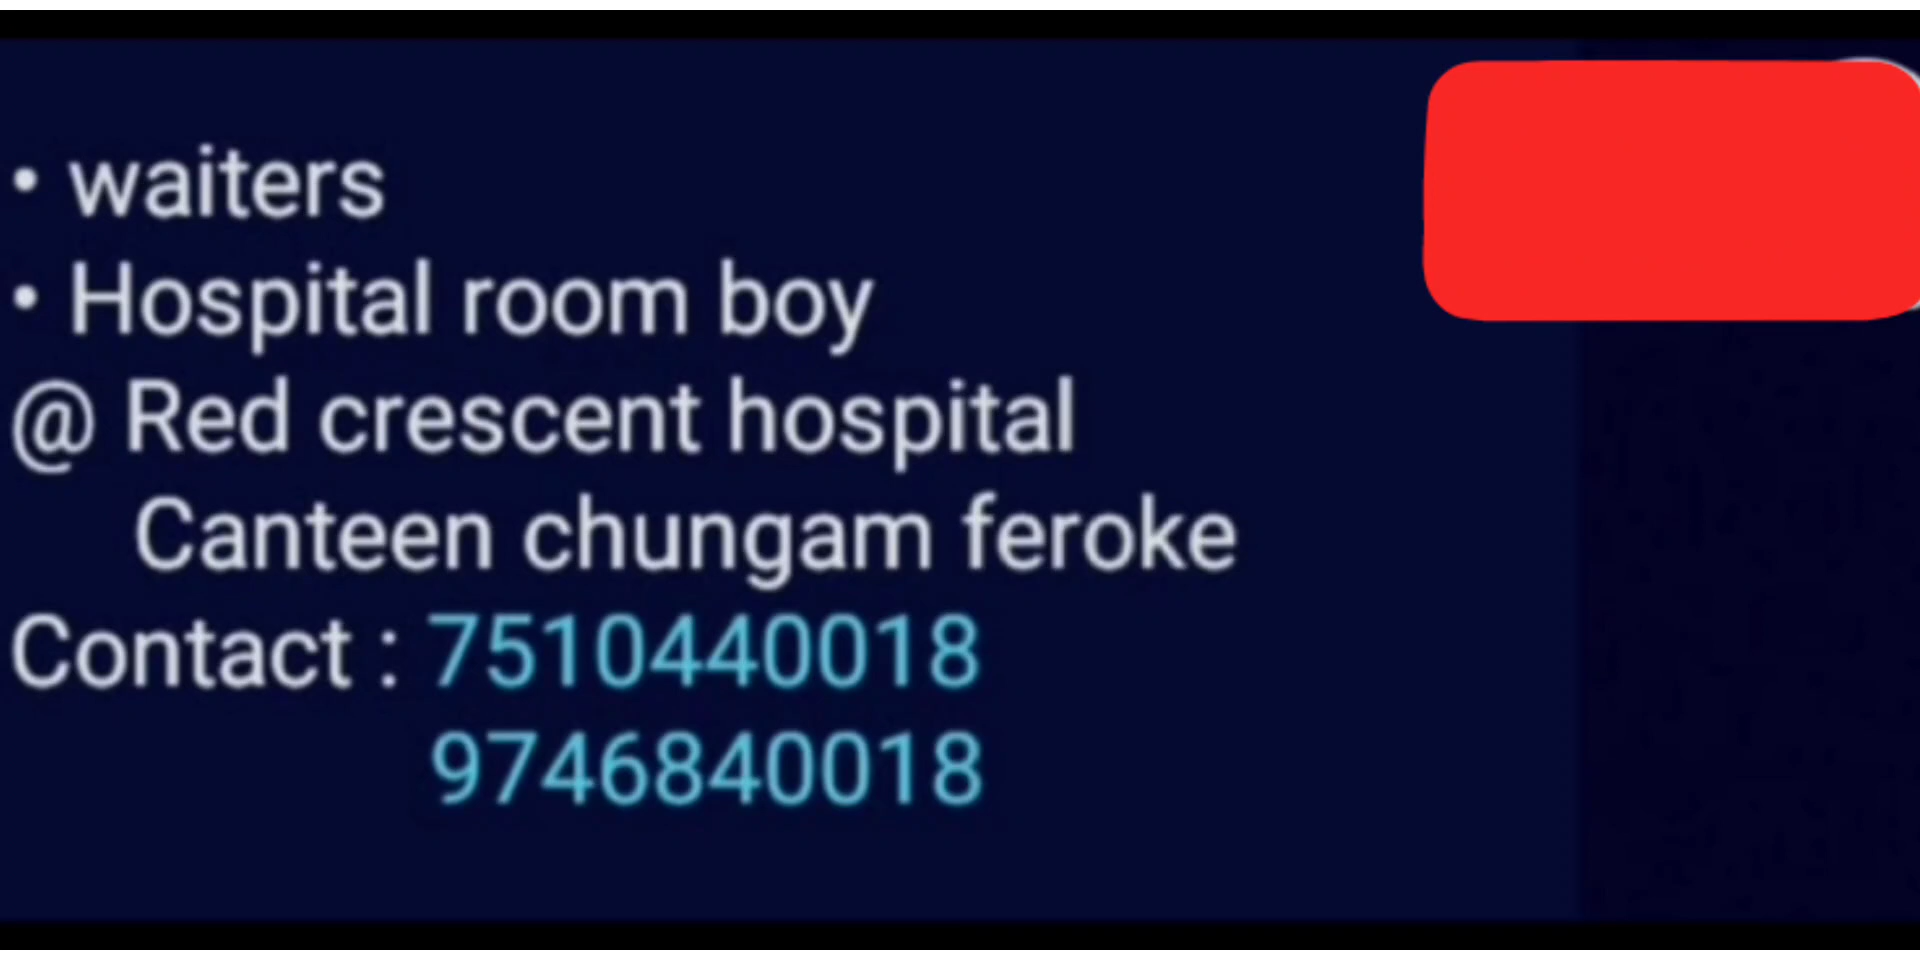 • waiters
• Hospital room boy
@ Red crescent hospital
Canteen chungam feroke
Contact : 7510440018
9746840018